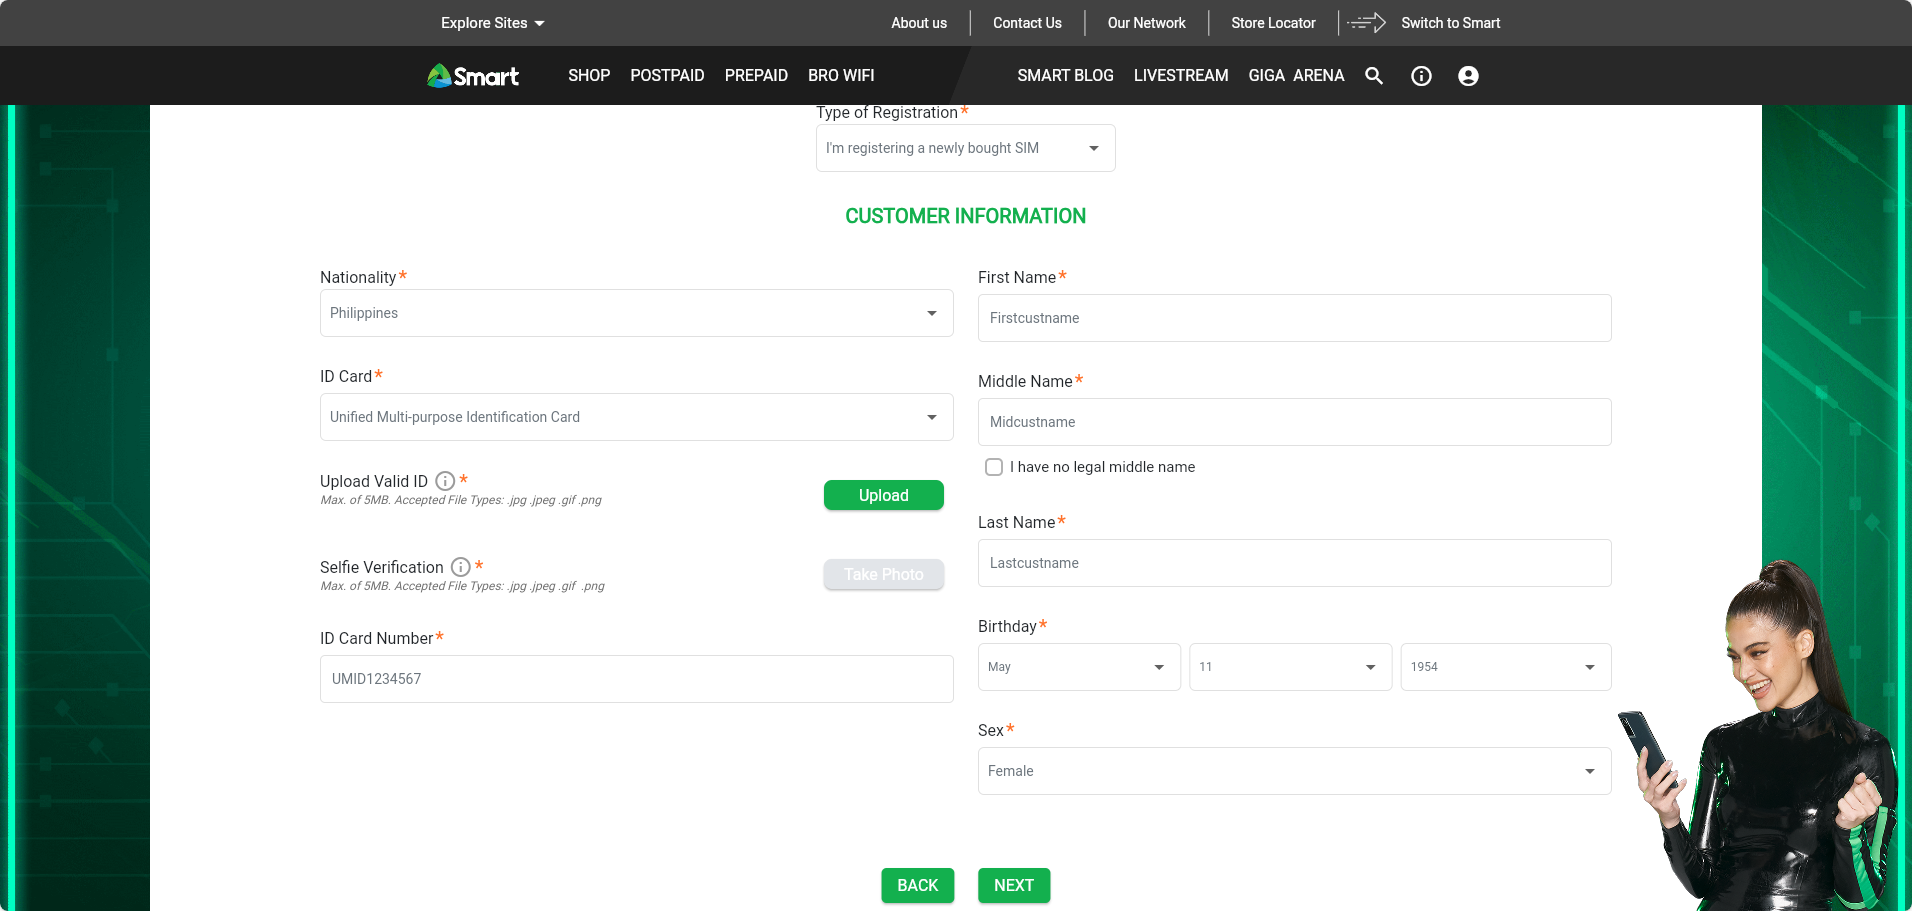 Explore Sites
About us
Contact Us
Our Network
Store Locator
Switch to Smart
Smart
SHOP
POSTPAID
PREPAID
BRO WIFI
SMART BLOG
LIVESTREAM
GIGA ARENA
Type of Registration*
I'm registering a newly bought SIM
CUSTOMER INFORMATION
Nationality*
Philippines
ID Card*
Unified Multi-purpose Identification Card
Upload Valid ID *
Max. of 5MB. Accepted File Types: .jpg .jpeg .gif .png
Upload
Selfie Verification *
Max. of 5MB. Accepted File Types: .jpg .jpeg .gif .png
Take Photo
ID Card Number*
UMID1234567
First Name*
Firstcustname
Middle Name*
Midcustname
I have no legal middle name
Last Name*
Lastcustname
Birthday*
May
11
1954
Sex*
Female
BACK
NEXT